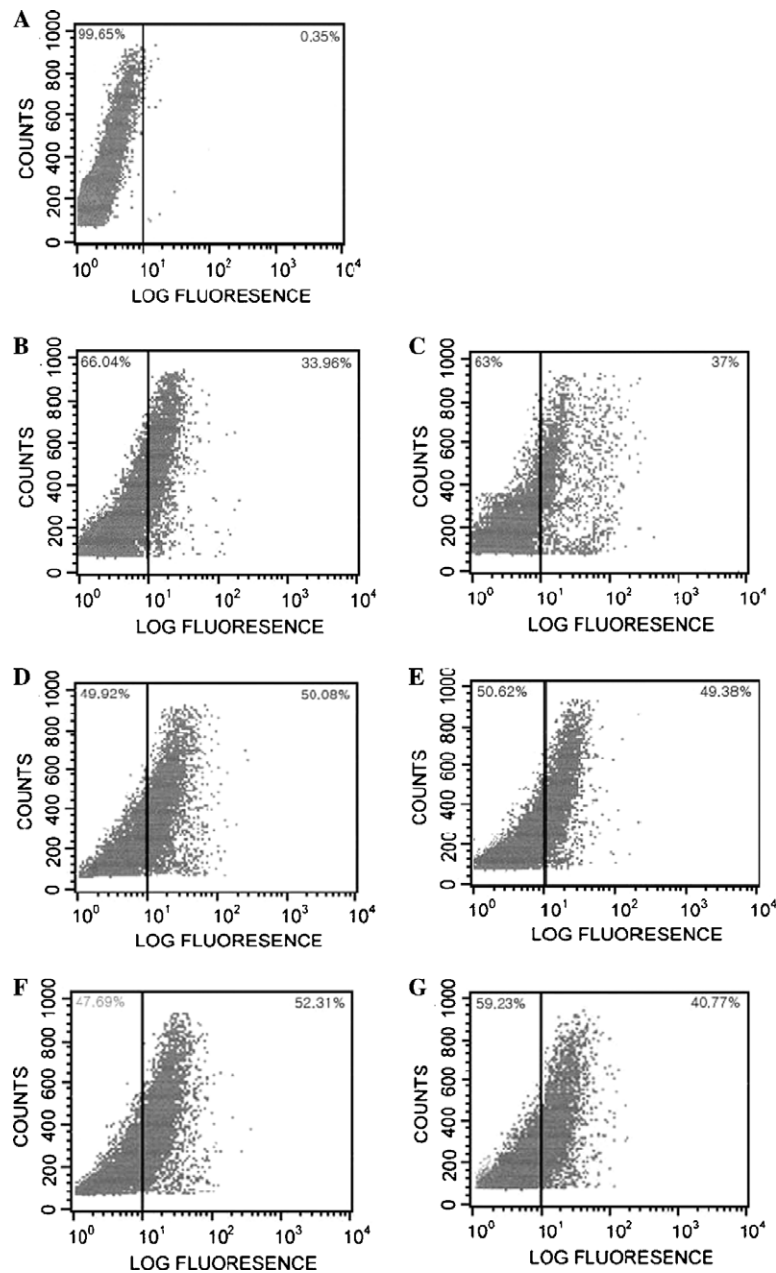 A
99.65% 0.35%
COUNTS
0 200 400 600 800 1000
10^0 10^1 10^2 10^3 10^4
LOG FLUORESENCE
B
66.04% 33.96%
COUNTS
0 200 400 600 800 1000
10^0 10^1 10^2 10^3 10^4
LOG FLUORESENCE
C
63% 37%
COUNTS
0 200 400 600 800 1000
10^0 10^1 10^2 10^3 10^4
LOG FLUORESENCE
D
49.92% 50.08%
COUNTS
0 200 400 600 800 1000
10^0 10^1 10^2 10^3 10^4
LOG FLUORESENCE
E
50.62% 49.38%
COUNTS
0 200 400 600 800 1000
10^0 10^1 10^2 10^3 10^4
LOG FLUORESENCE
F
47.69% 52.31%
COUNTS
0 200 400 600 800 1000
10^0 10^1 10^2 10^3 10^4
LOG FLUORESENCE
G
59.23% 40.77%
COUNTS
0 200 400 600 800 1000
10^0 10^1 10^2 10^3 10^4
LOG FLUORESENCE